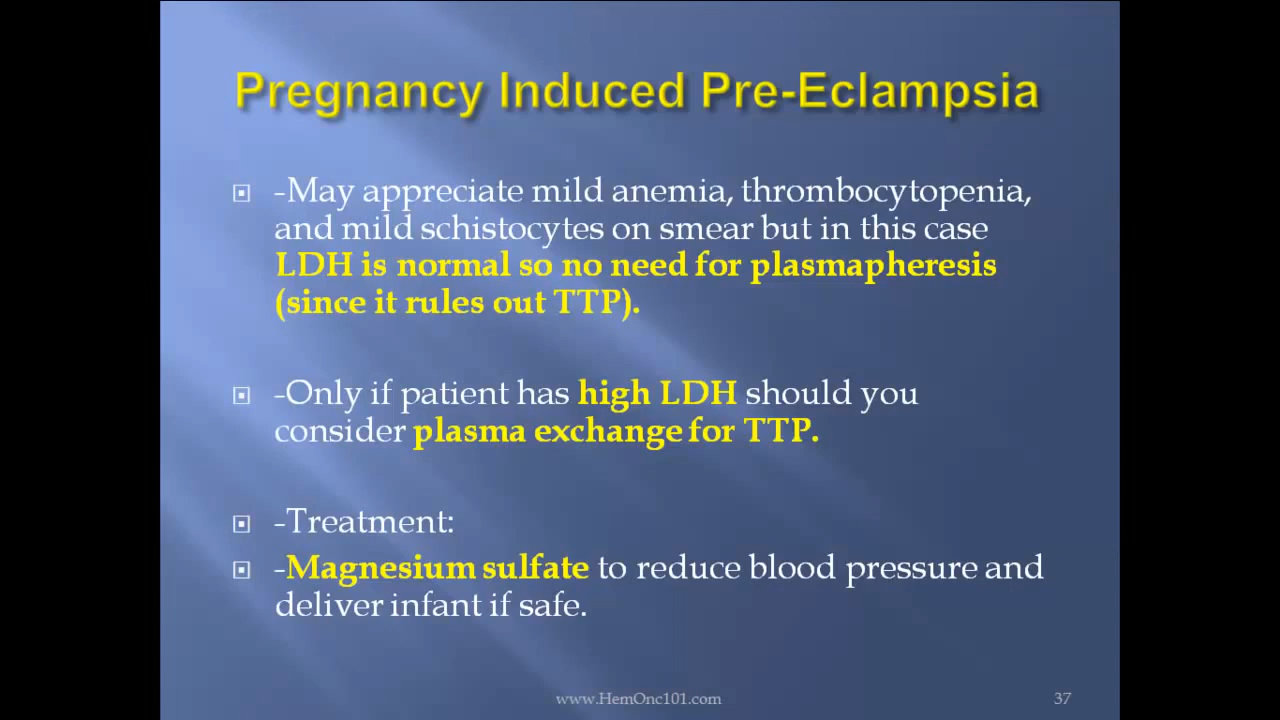 Pregnancy Induced Pre-Eclampsia
-May appreciate mild anemia, thrombocytopenia,
and mild schistocytes on smear but in this case
LDH is normal so no need for plasmapheresis
(since it rules out TTP).
-Only if patient has high LDH should you
consider plasma exchange for TTP.
-Treatment:
-Magnesium sulfate to reduce blood pressure and
deliver infant if safe.
www.HemOnc101.com
37